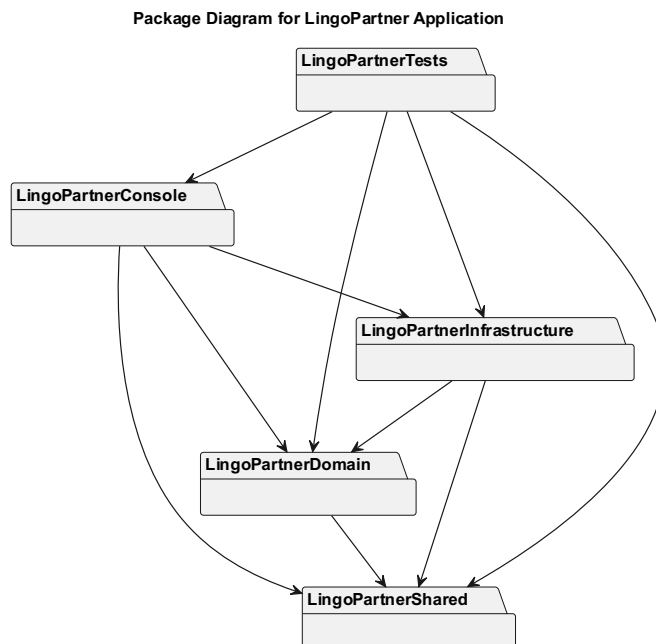 Package Diagram for LingoPartner Application
LingoPartnerTests
LingoPartnerConsole
LingoPartnerInfrastructure
LingoPartnerDomain
LingoPartnerShared